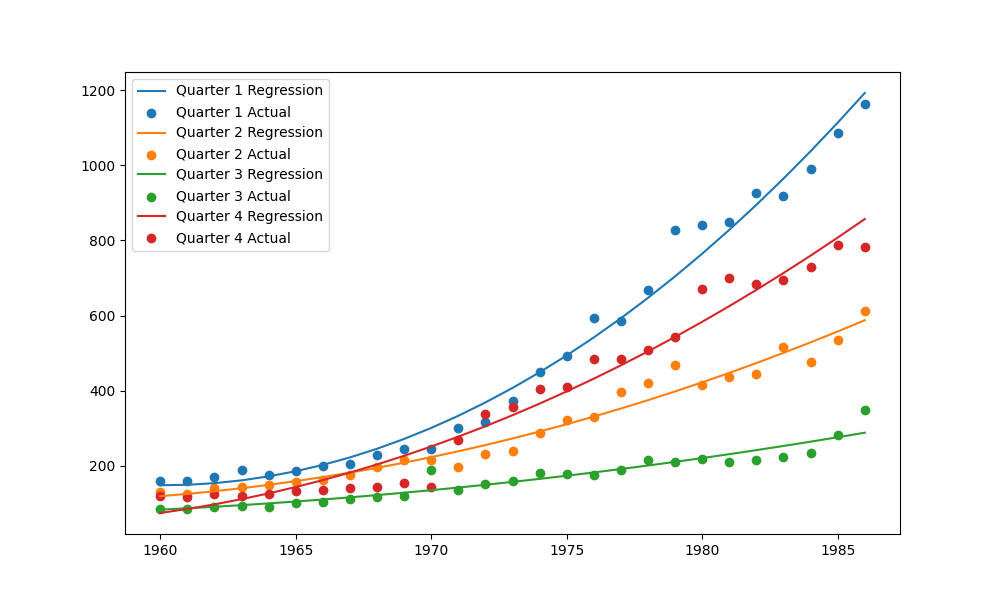 Quarter 1 Regression
Quarter 1 Actual
Quarter 2 Regression
Quarter 2 Actual
Quarter 3 Regression
Quarter 3 Actual
Quarter 4 Regression
Quarter 4 Actual
1200
1000
800
600
400
200
1960 1965 1970 1975 1980 1985